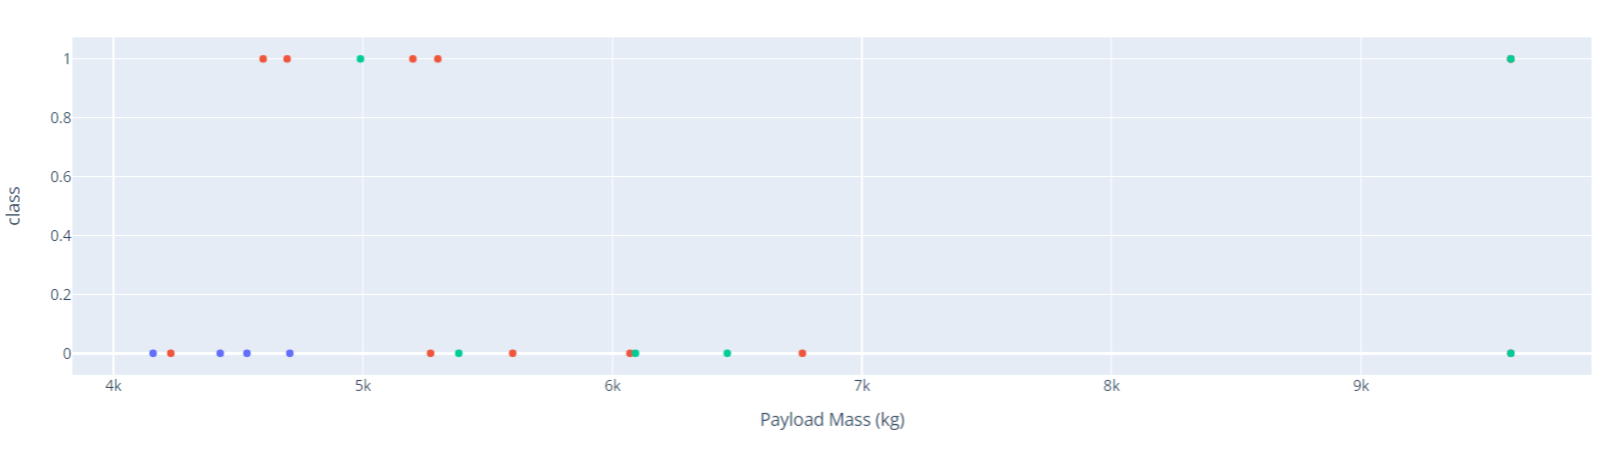 1
0.8
0.6
0.4
0.2
0
class
4k
5k
6k
7k
8k
9k
Payload Mass (kg)